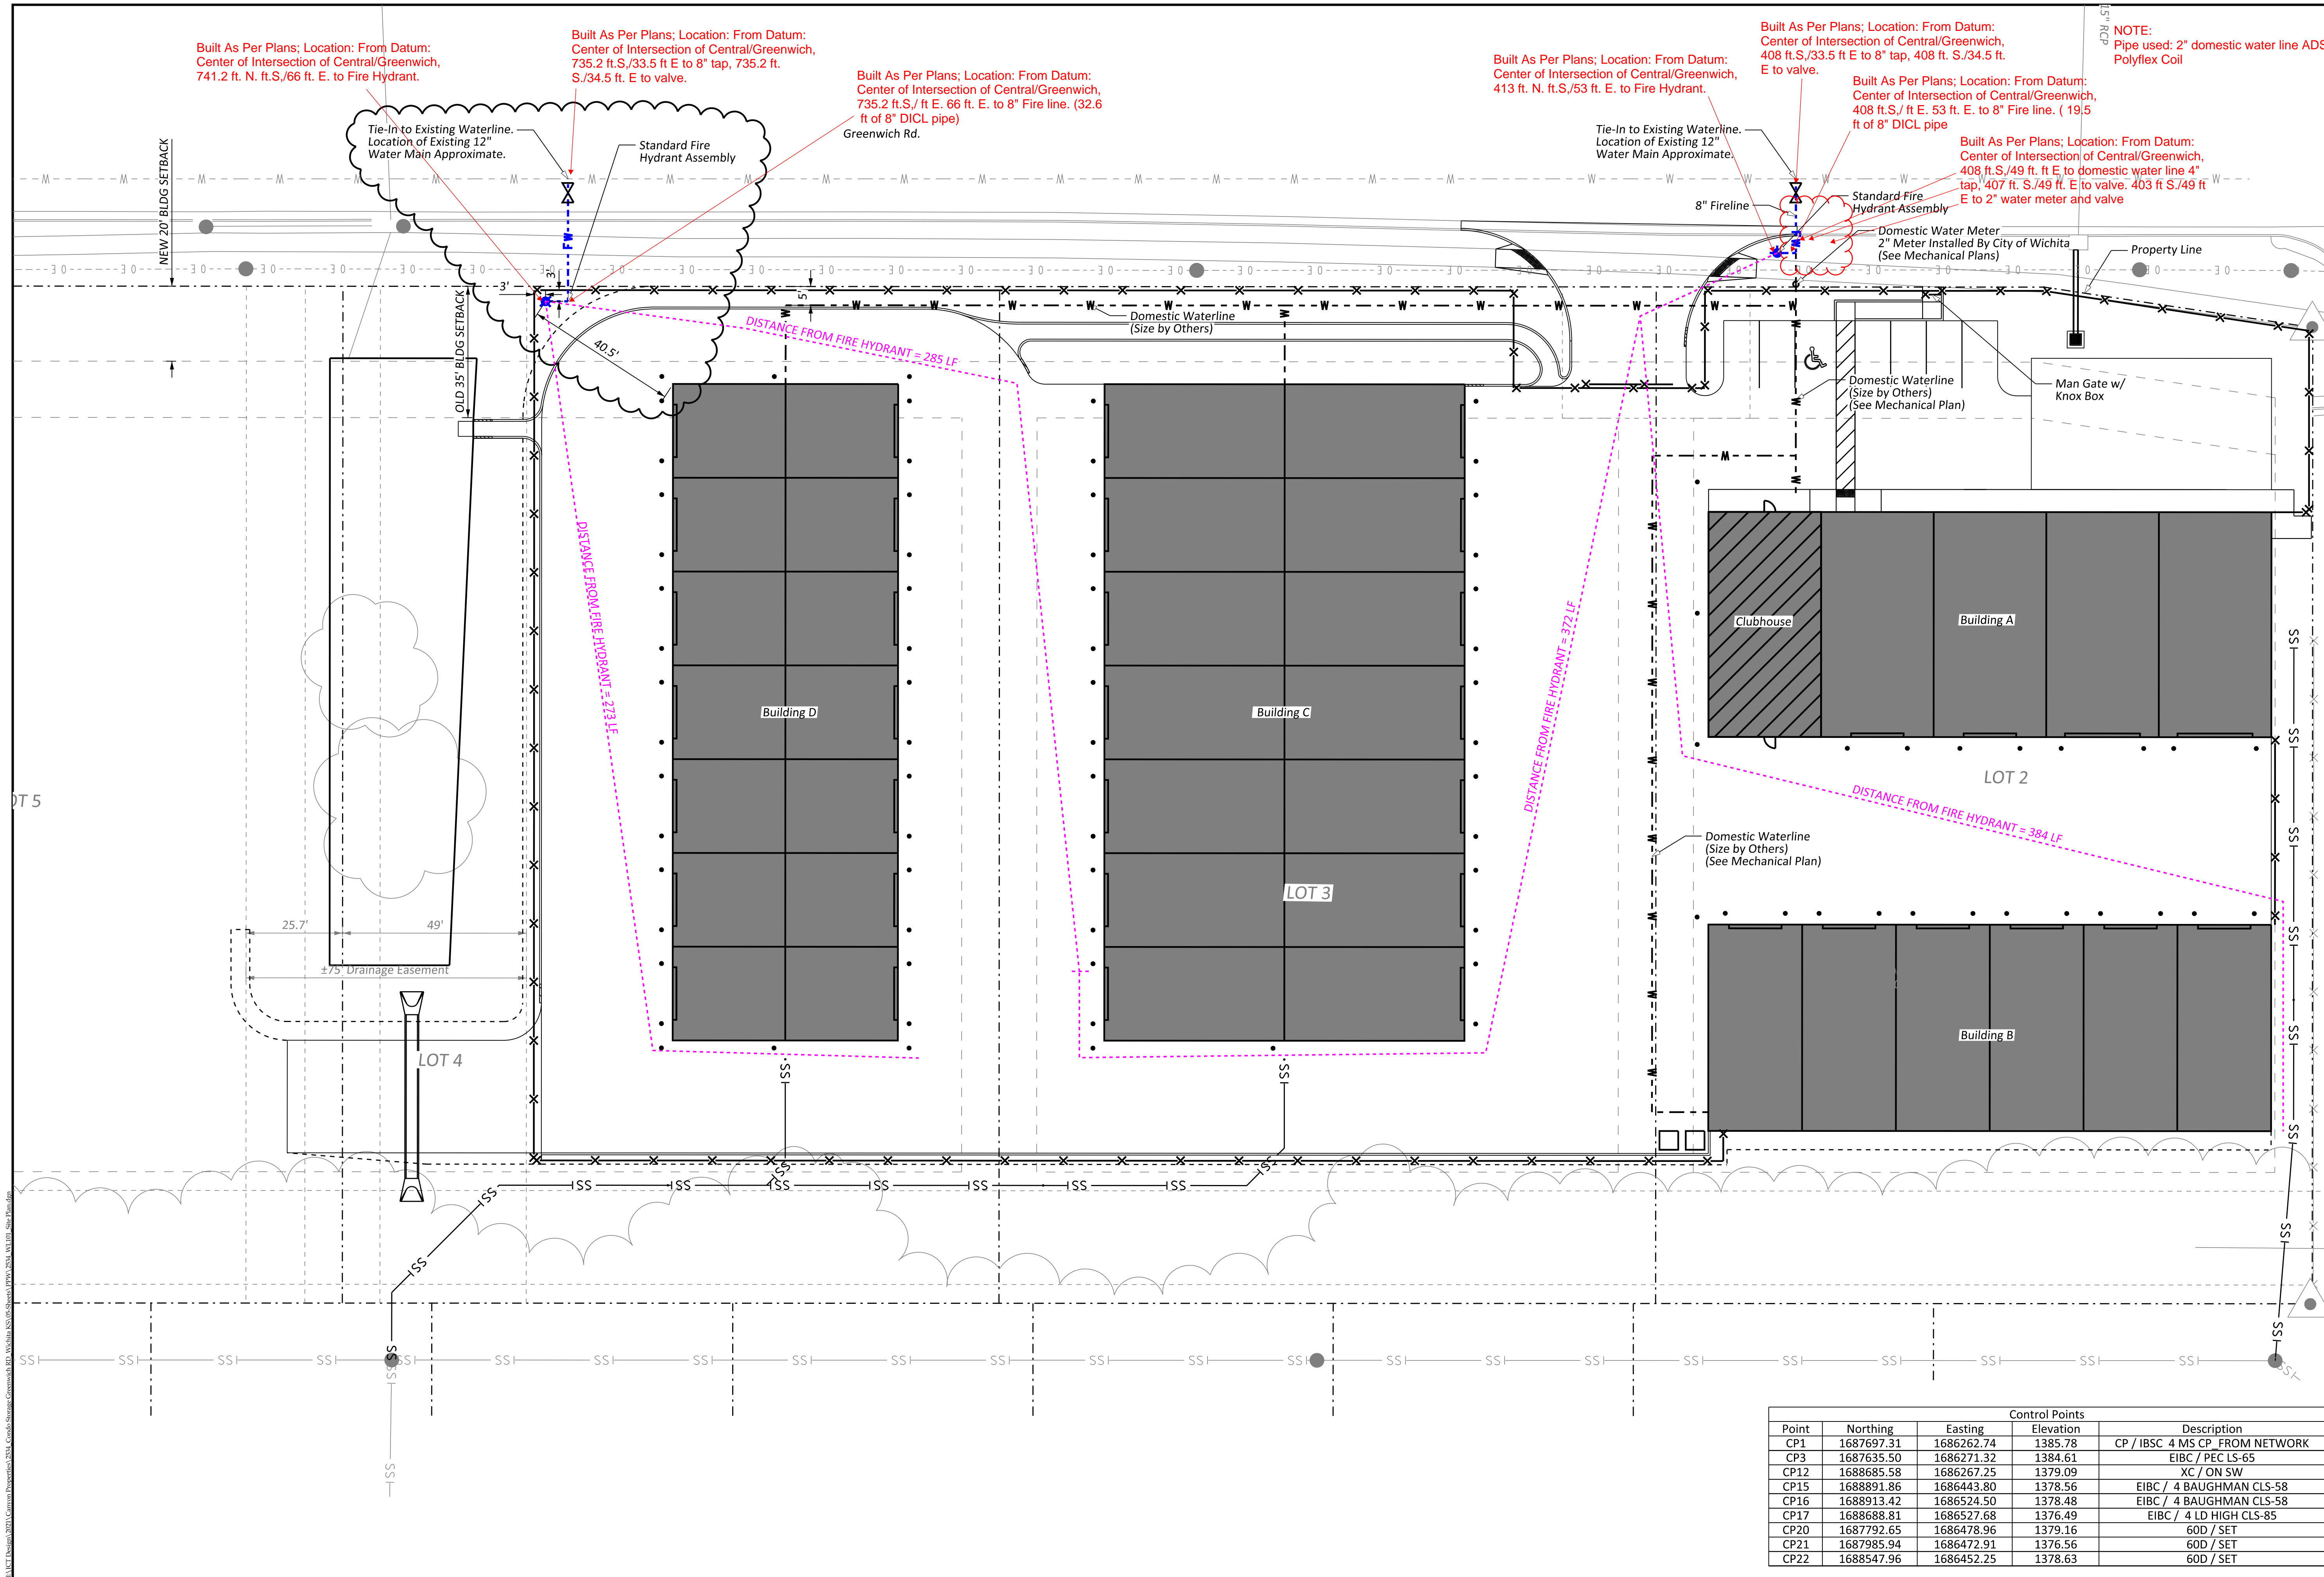 Built As Per Plans; Location: From Datum:
Center of Intersection of Central/Greenwich,
741.2 ft. N. ft.S,/66 ft. E. to Fire Hydrant.
Built As Per Plans; Location: From Datum:
Center of Intersection of Central/Greenwich,
735.2 ft.S,/33.5 ft E to 8" tap, 735.2 ft.
S./34.5 ft. E to valve.
Built As Per Plans; Location: From Datum:
Center of Intersection of Central/Greenwich,
735.2 ft.S,/ ft E. 66 ft. E. to 8" Fire line. (32.6
ft of 8" DICL pipe)
Greenwich Rd.
Built As Per Plans; Location: From Datum:
Center of Intersection of Central/Greenwich,
413 ft. N. ft.S,/53 ft. E. to Fire Hydrant.
Built As Per Plans; Location: From Datum:
Center of Intersection of Central/Greenwich,
408 ft.S,/33.5 ft E to 8" tap, 408 ft. S./34.5 ft.
E to valve.
Built As Per Plans; Location: From Datum:
Center of Intersection of Central/Greenwich,
408 ft.S,/ ft E. 53 ft. E. to 8" Fire line. ( 19.5
ft of 8" DICL pipe
Built As Per Plans; Location: From Datum:
Center of Intersection of Central/Greenwich,
408 ft.S,/49 ft. ft E to domestic water line 4"
tap, 407 ft. S./49 ft. E to valve. 403 ft S./49 ft
E to 2" water meter and valve
15" RCP
NOTE:
Pipe used: 2" domestic water line ADS
Polyflex Coil
Tie-In to Existing Waterline.
Location of Existing 12"
Water Main Approximate.
Standard Fire
Hydrant Assembly
Tie-In to Existing Waterline.
Location of Existing 12"
Water Main Approximate.
8" Fireline
Standard Fire
Hydrant Assembly
Domestic Water Meter
2" Meter Installed By City of Wichita
(See Mechanical Plans)
Property Line
NEW 20' BLDG SETBACK
OLD 35' BLDG SETBACK
FW
FW
3'
3'
5'
40.5'
Domestic Waterline
(Size by Others)
DISTANCE FROM FIRE HYDRANT = 285 LF
DISTANCE FROM FIRE HYDRANT = 273 LF
DISTANCE FROM FIRE HYDRANT = 372 LF
DISTANCE FROM FIRE HYDRANT = 384 LF
Domestic Waterline
(Size by Others)
(See Mechanical Plan)
Man Gate w/
Knox Box
Clubhouse
Building A
Building D
Building C
LOT 2
LOT 3
Domestic Waterline
(Size by Others)
(See Mechanical Plan)
Building B
25.7'
49'
±75' Drainage Easement
LOT 4
OT 5
Control Points
Point Northing Easting Elevation Description
CP1 1687697.31 1686262.74 1385.78 CP / IBSC 4 MS CP_FROM NETWORK
CP3 1687635.50 1686271.32 1384.61 EIBC / PEC LS-65
CP12 1688685.58 1686267.25 1379.09 XC / ON SW
CP15 1688891.86 1686443.80 1378.56 EIBC / 4 BAUGHMAN CLS-58
CP16 1688913.42 1686524.50 1378.48 EIBC / 4 BAUGHMAN CLS-58
CP17 1688688.81 1686527.68 1376.49 EIBC / 4 LD HIGH CLS-85
CP20 1687792.65 1686478.96 1379.16 60D / SET
CP21 1687985.94 1686472.91 1376.56 60D / SET
CP22 1688547.96 1686452.25 1378.63 60D / SET